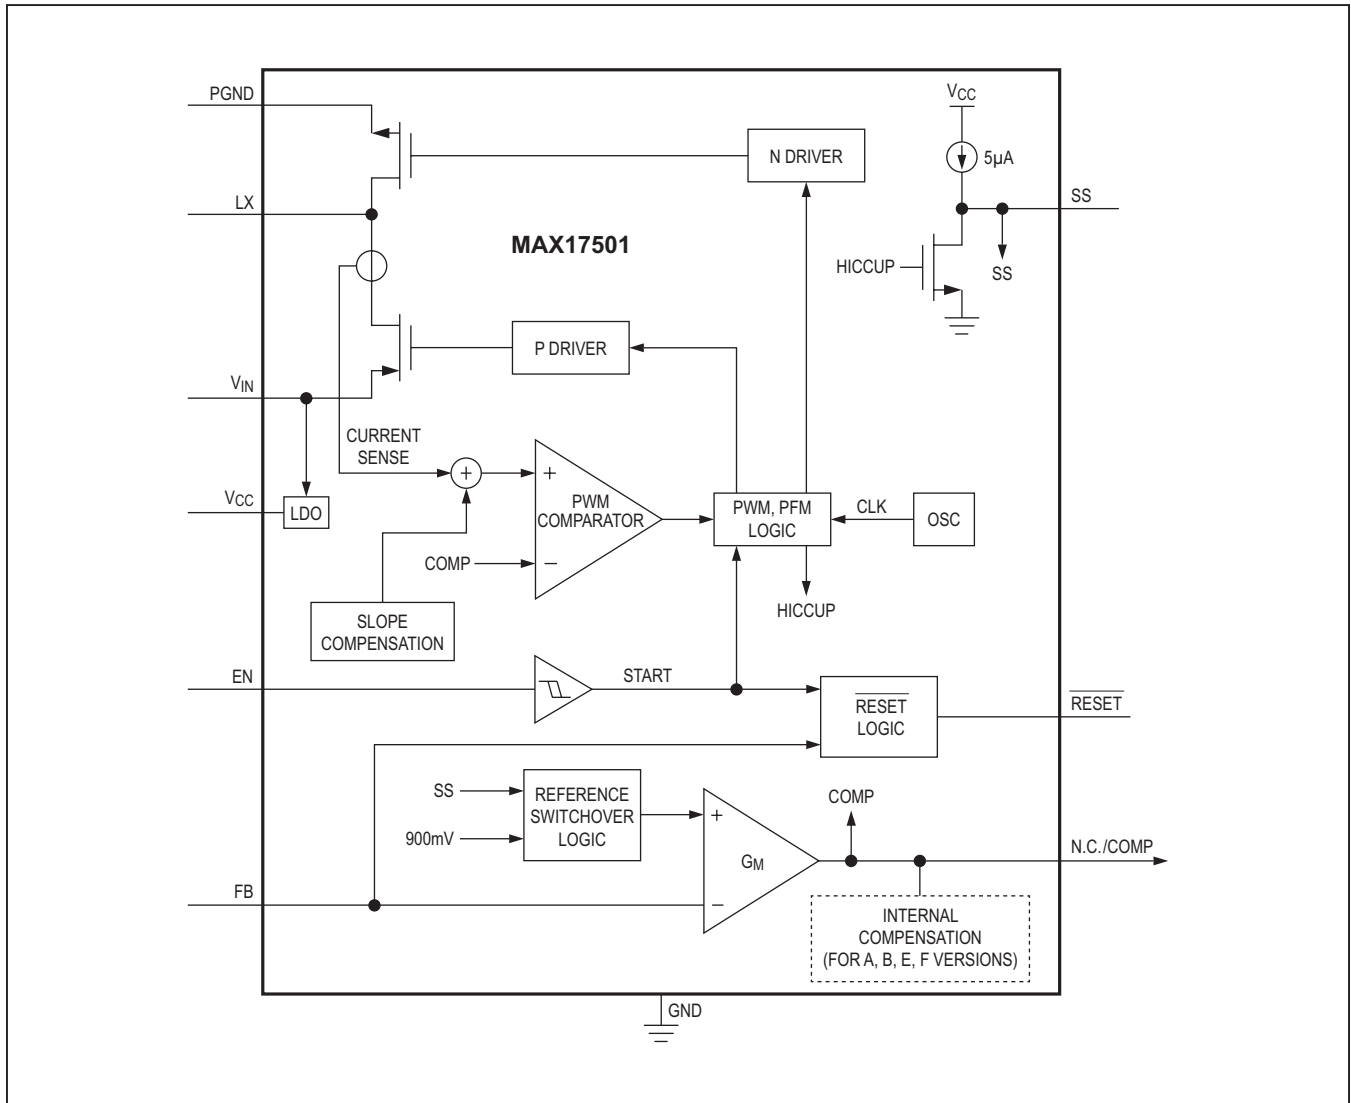 PGND
VCC
N DRIVER
5µA
LX
SS
MAX17501
HICCUP
SS
P DRIVER
VIN
CURRENT
SENSE
+
+
VCC
LDO
PWM
COMPARATOR
PWM, PFM
LOGIC
CLK
OSC
COMP
−
HICCUP
SLOPE
COMPENSATION
EN
START
RESET
LOGIC
RESET
SS
REFERENCE
SWITCHOVER
LOGIC
900mV
+
GM
−
COMP
N.C./COMP
FB
INTERNAL
COMPENSATION
(FOR A, B, E, F VERSIONS)
GND